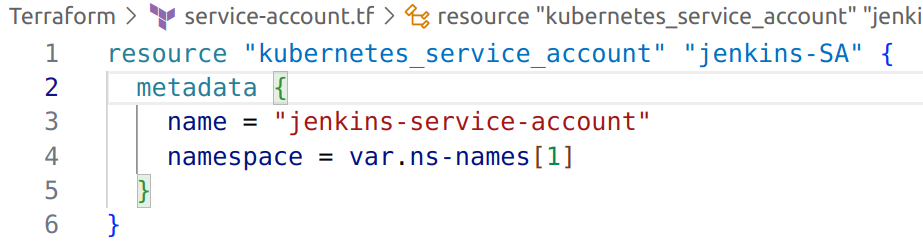 Terraform > service-account.tf > resource "kubernetes_service_account" "jenki
1 resource "kubernetes_service_account" "jenkins-SA" {
2 metadata {
3 name = "jenkins-service-account"
4 namespace = var.ns-names[1]
5 }
6 }